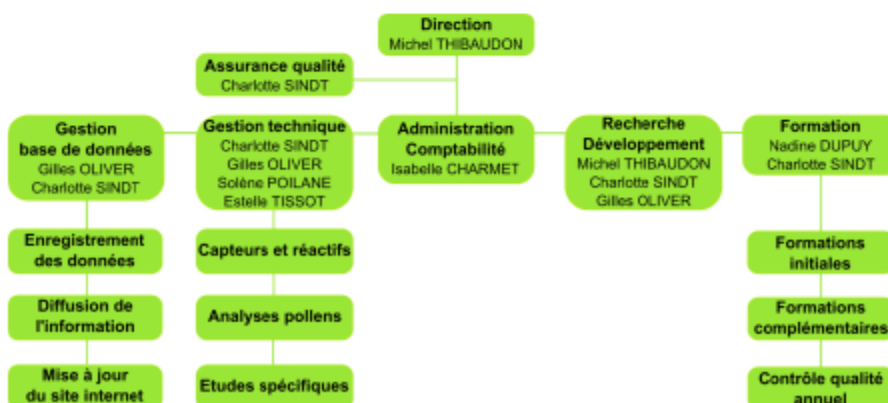 Direction
Michel THIBAUDON
Assurance qualité
Charlotte SINDT
Gestion
base de données
Gilles OLIVER
Charlotte SINDT
Gestion technique
Charlotte SINDT
Gilles OLIVER
Solène POILANE
Estelle TISSOT
Administration
Comptabilité
Isabelle CHARMET
Recherche
Développement
Michel THIBAUDON
Charlotte SINDT
Gilles OLIVER
Formation
Nadine DUPUY
Charlotte SINDT
Enregistrement
des données
Capteurs et réactifs
Formations
initiales
Diffusion de
l'information
Analyses pollens
Formations
complémentaires
Mise à jour
du site internet
Etudes spécifiques
Contrôle qualité
annuel